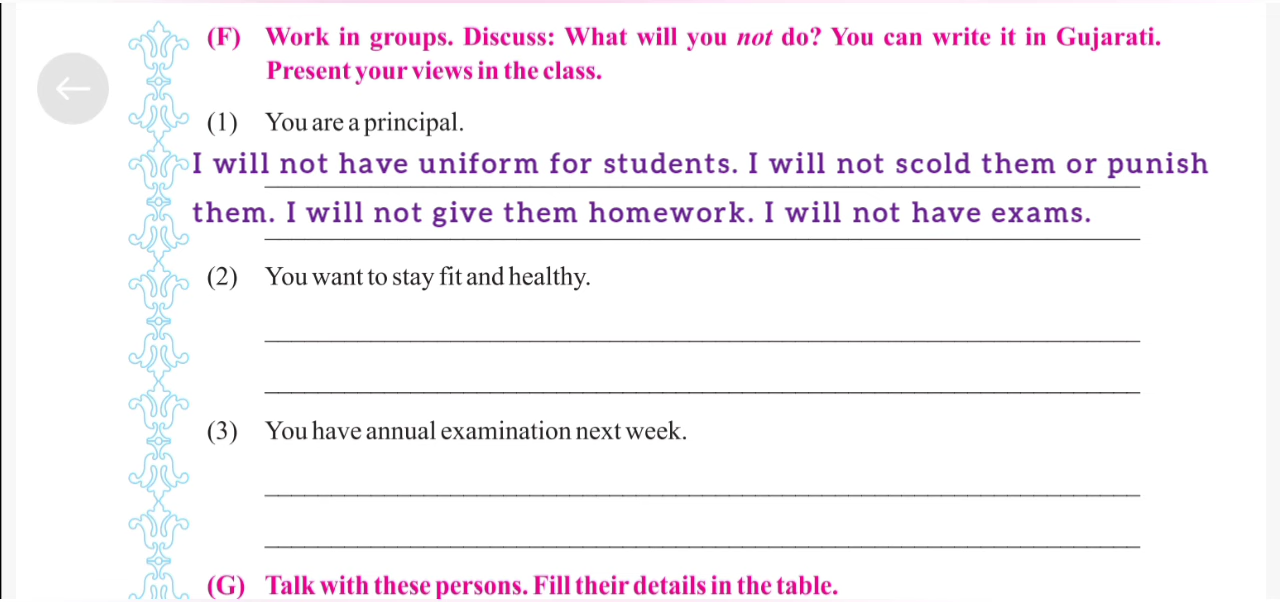 (F) Work in groups. Discuss: What will you not do? You can write it in Gujarati.
Present your views in the class.
(1) You are a principal.
I will not have uniform for students. I will not scold them or punish
them. I will not give them homework. I will not have exams.
(2) You want to stay fit and healthy.
(3) You have annual examination next week.
(G) Talk with these persons. Fill their details in the table.